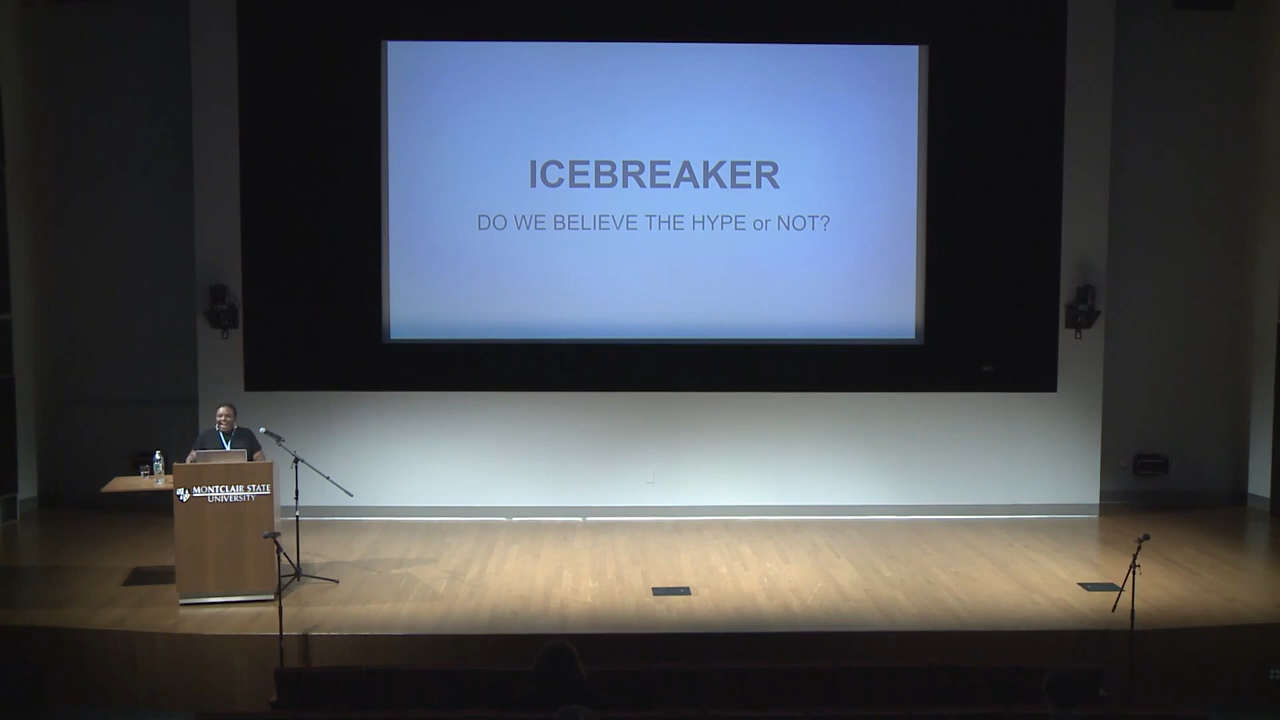 ICEBREAKER
DO WE BELIEVE THE HYPE or NOT?
MONTCLAIR STATE
UNIVERSITY